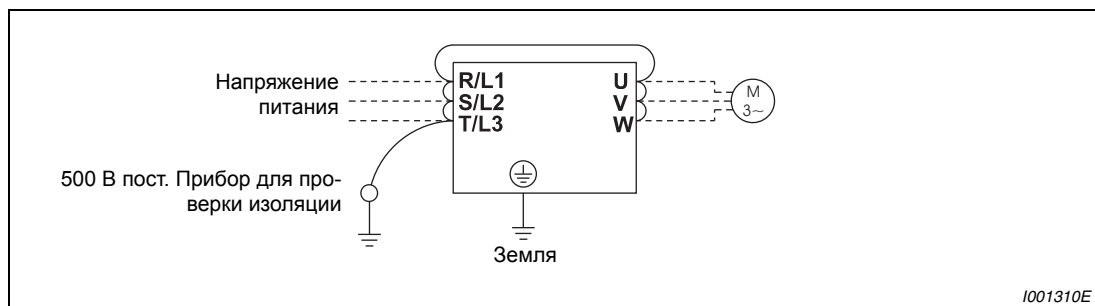 Напряжение
питания
R/L1
S/L2
T/L3
U
V
W
M
3~
500 В пост. Прибор для про-
верки изоляции
Земля
I001310E